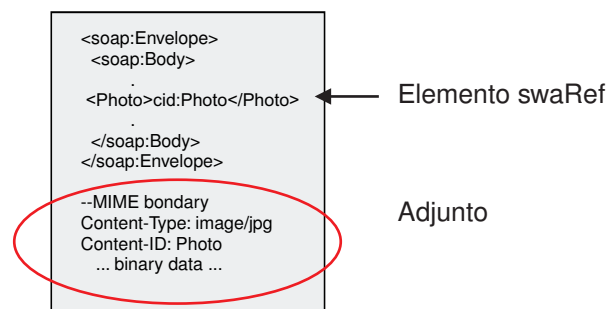 <soap:Envelope>
<soap:Body>
.
<Photo>cid:Photo</Photo>
Elemento swaRef
.
</soap:Body>
</soap:Envelope>
--MIME bondary
Content-Type: image/jpg
Adjunto
Content-ID: Photo
... binary data ...